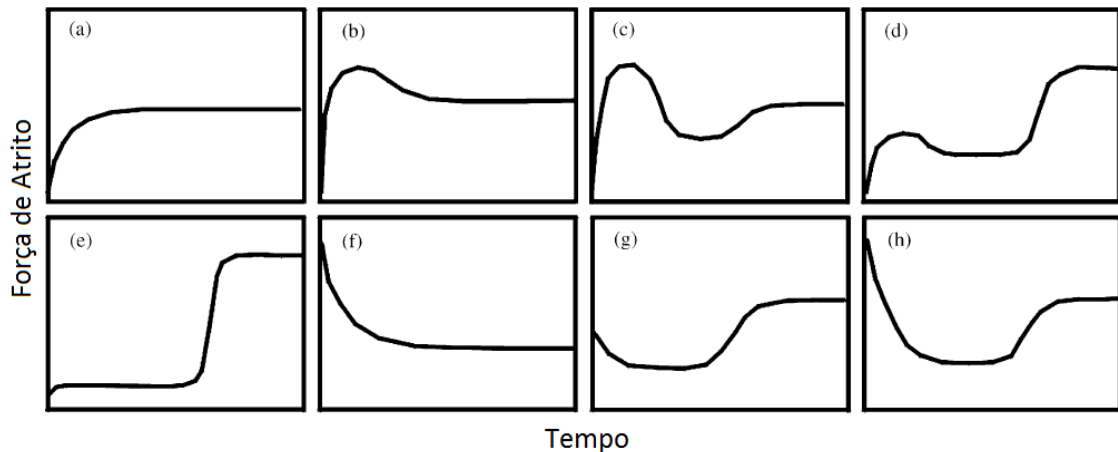 (a)
(b)
(c)
(d)
(e)
(f)
(g)
(h)
Força de Atrito
Tempo